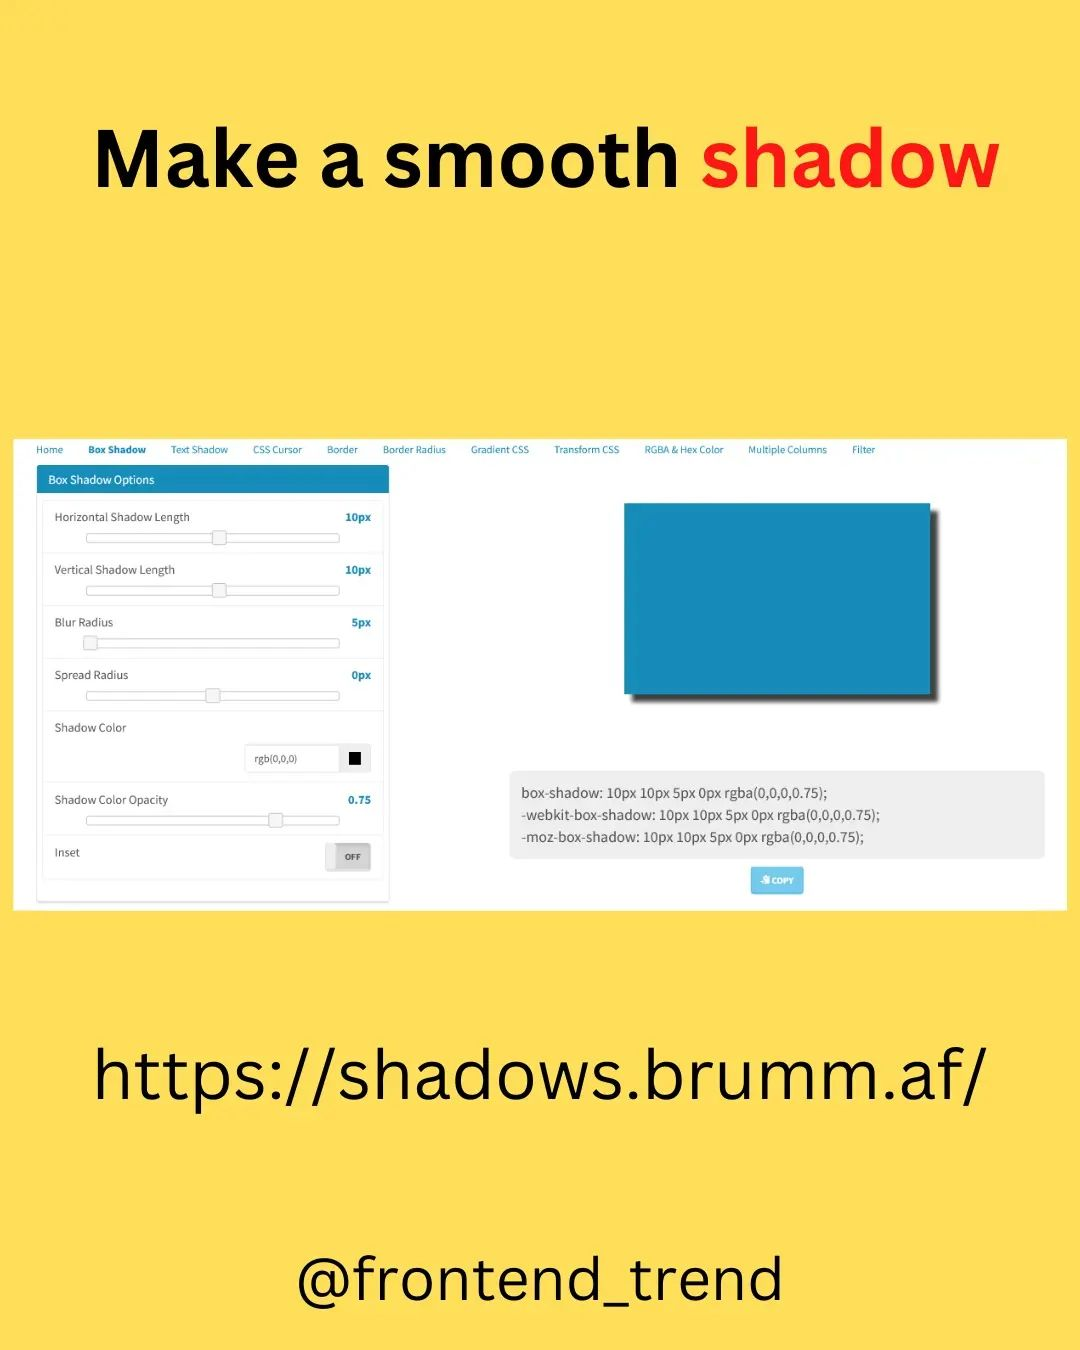 Make a smooth shadow
Home Box Shadow Text Shadow CSS Cursor Border Border Radius Gradient CSS Transform CSS RGBA & Hex Color Multiple Columns Filter
Box Shadow Options
Horizontal Shadow Length 10px
Vertical Shadow Length 10px
Blur Radius 5px
Spread Radius 0px
Shadow Color
rgb(0,0,0)
Shadow Color Opacity 0.75
Inset OFF
box-shadow: 10px 10px 5px 0px rgba(0,0,0,0.75);
-webkit-box-shadow: 10px 10px 5px 0px rgba(0,0,0,0.75);
-moz-box-shadow: 10px 10px 5px 0px rgba(0,0,0,0.75);
COPY
https://shadows.brumm.af/
@frontend_trend